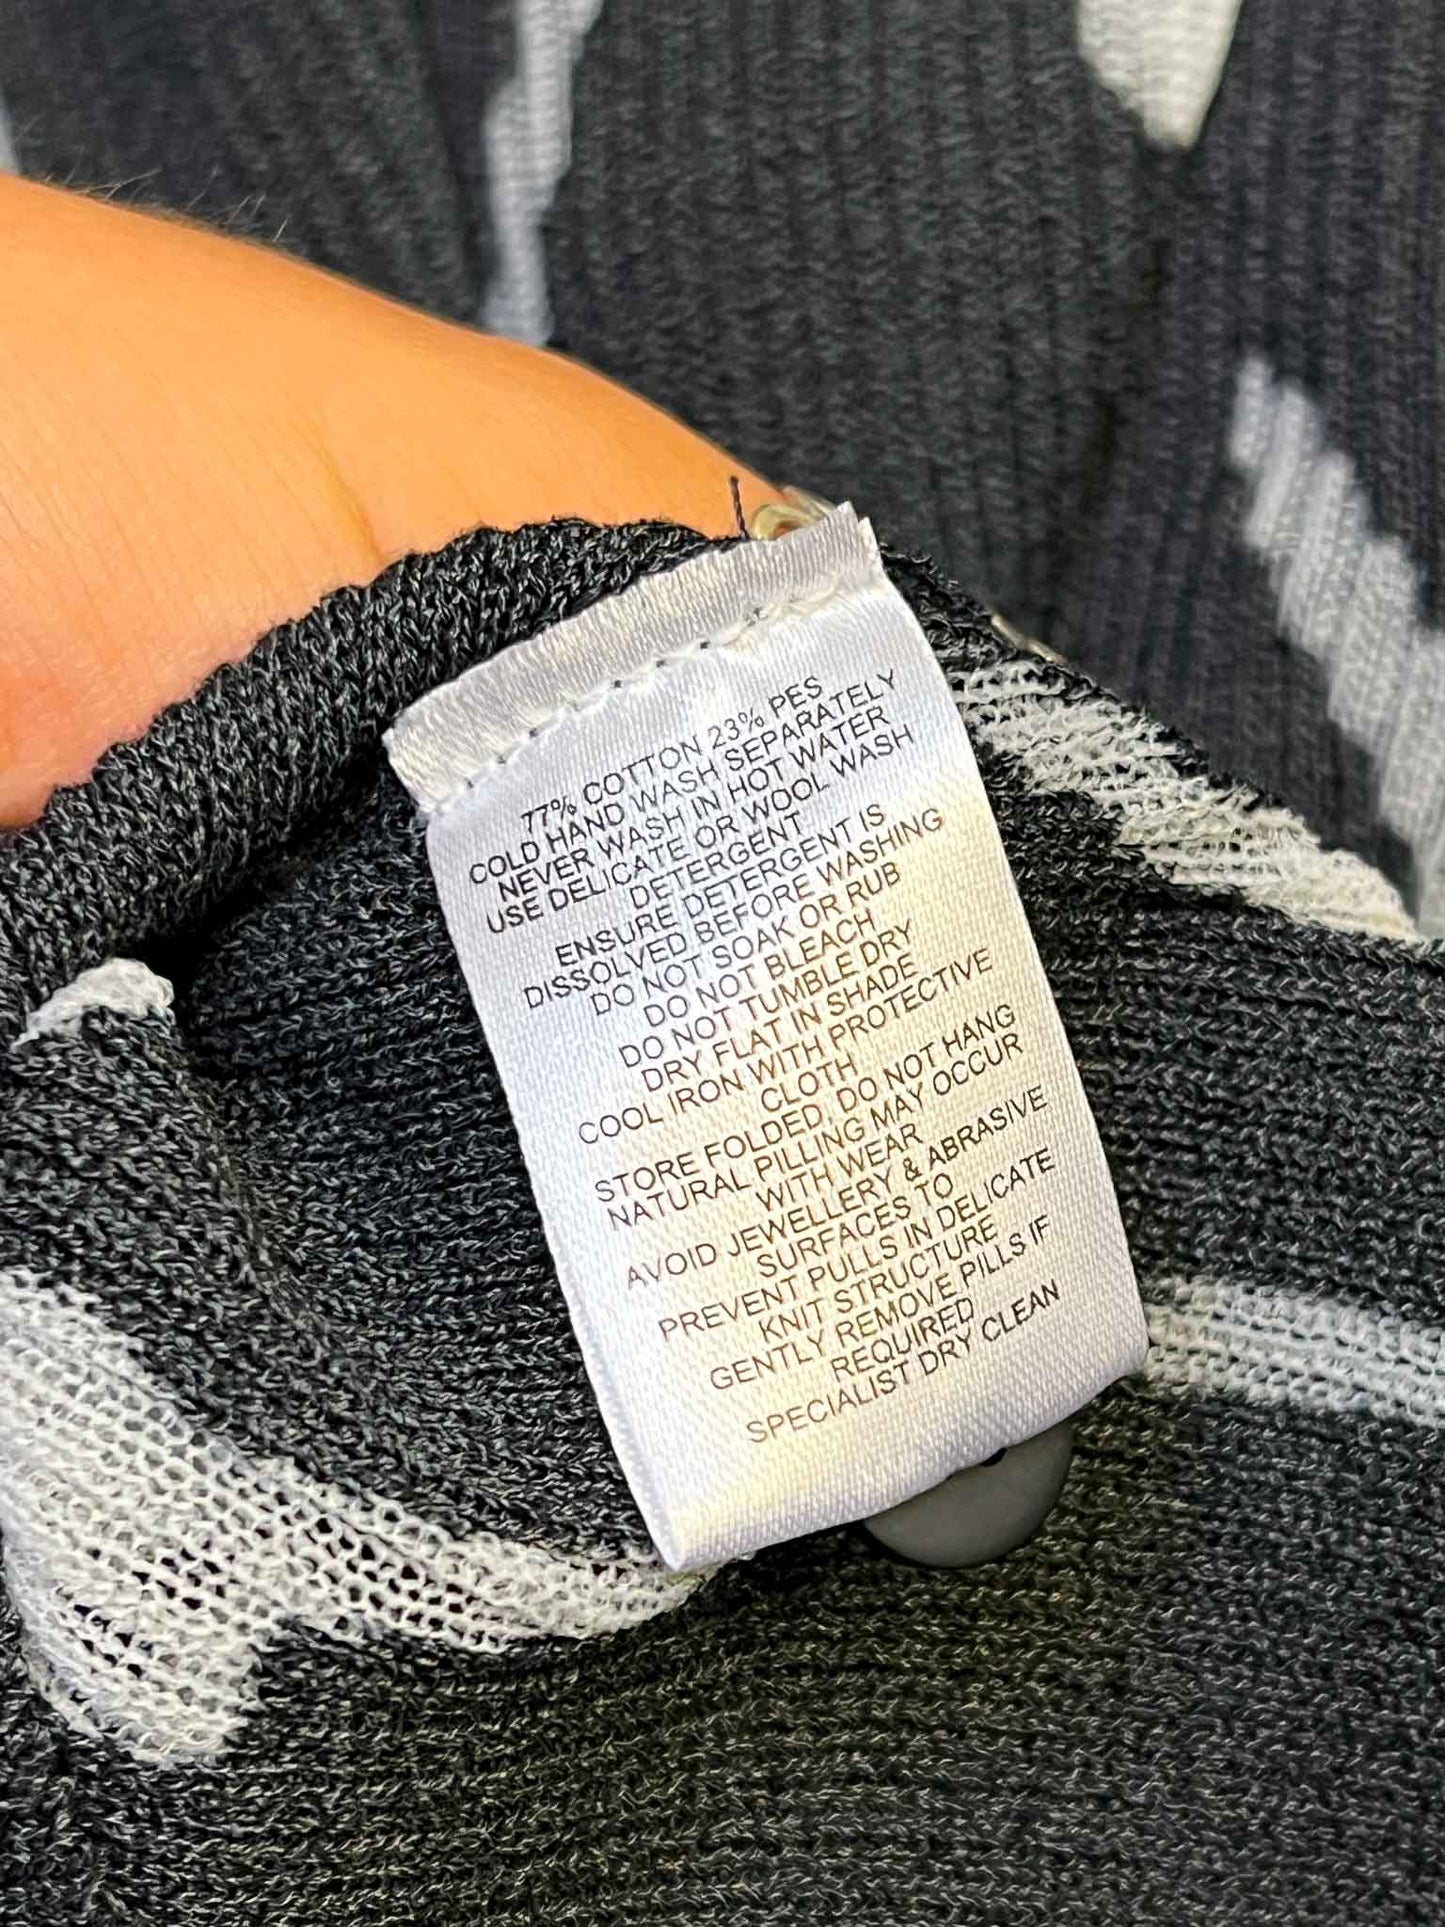 77% COTTON 23% PES
COLD HAND WASH SEPARATELY
NEVER WASH IN HOT WATER
USE DELICATE OR WOOL WASH
DETERGENT
ENSURE DETERGENT IS
DISSOLVED BEFORE WASHING
DO NOT SOAK OR RUB
DO NOT BLEACH
DO NOT TUMBLE DRY
DRY FLAT IN SHADE
COOL IRON WITH PROTECTIVE
CLOTH
STORE FOLDED, DO NOT HANG
NATURAL PILLING MAY OCCUR
WITH WEAR
AVOID JEWELLERY & ABRASIVE
SURFACES TO
PREVENT PULLS IN DELICATE
KNIT STRUCTURE
GENTLY REMOVE PILLS IF
REQUIRED
SPECIALIST DRY CLEAN